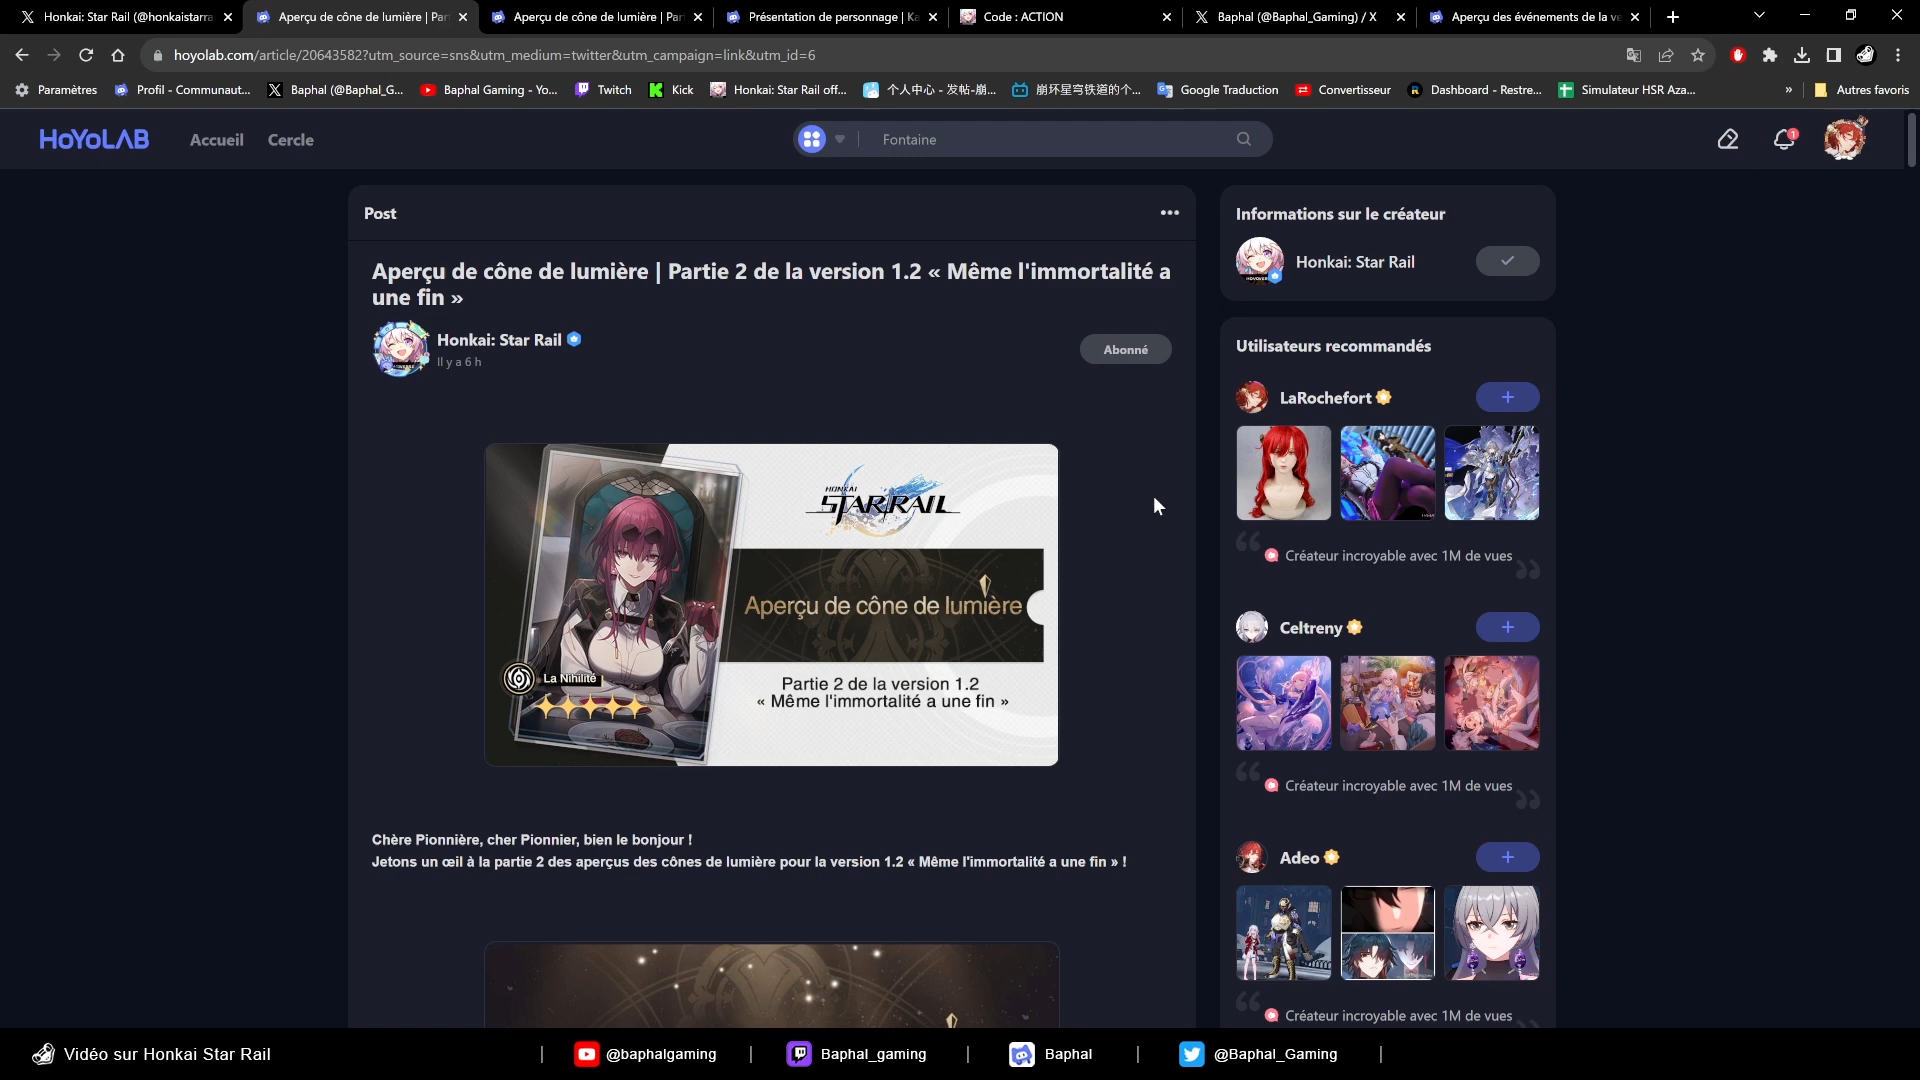 Honkai: Star Rail (@honkaistarra
Aperçu de cône de lumière | Par
Aperçu de cône de lumière | Par
Présentation de personnage | Ka
Code : ACTION
Baphal (@Baphal_Gaming) / X
Aperçu des événements de la ve
hoyolab.com/article/20643582?utm_source=sns&utm_medium=twitter&utm_campaign=link&utm_id=6
Paramètres
Profil - Communaut...
Baphal (@Baphal_G...
Baphal Gaming - Yo...
Twitch
Kick
Honkai: Star Rail off...
个人中心 - 发帖-崩...
崩坏星穹铁道的个...
Google Traduction
Convertisseur
Dashboard - Restre...
Simulateur HSR Aza...
»
Autres favoris
HoYoLAB
Accueil
Cercle
Fontaine
1
Post
Aperçu de cône de lumière | Partie 2 de la version 1.2 « Même l'immortalité a
une fin »
Honkai: Star Rail
Il y a 6 h
Abonné
HONKAI
STAR RAIL
Aperçu de cône de lumière
La Nihilité
Partie 2 de la version 1.2
« Même l'immortalité a une fin »
Chère Pionnière, cher Pionnier, bien le bonjour !
Jetons un œil à la partie 2 des aperçus des cônes de lumière pour la version 1.2 « Même l'immortalité a une fin » !
Informations sur le créateur
Honkai: Star Rail
Utilisateurs recommandés
LaRochefort
Créateur incroyable avec 1M de vues
Celtreny
Créateur incroyable avec 1M de vues
Adeo
Créateur incroyable avec 1M de vues
Vidéo sur Honkai Star Rail
@baphalgaming
Baphal_gaming
Baphal
@Baphal_Gaming